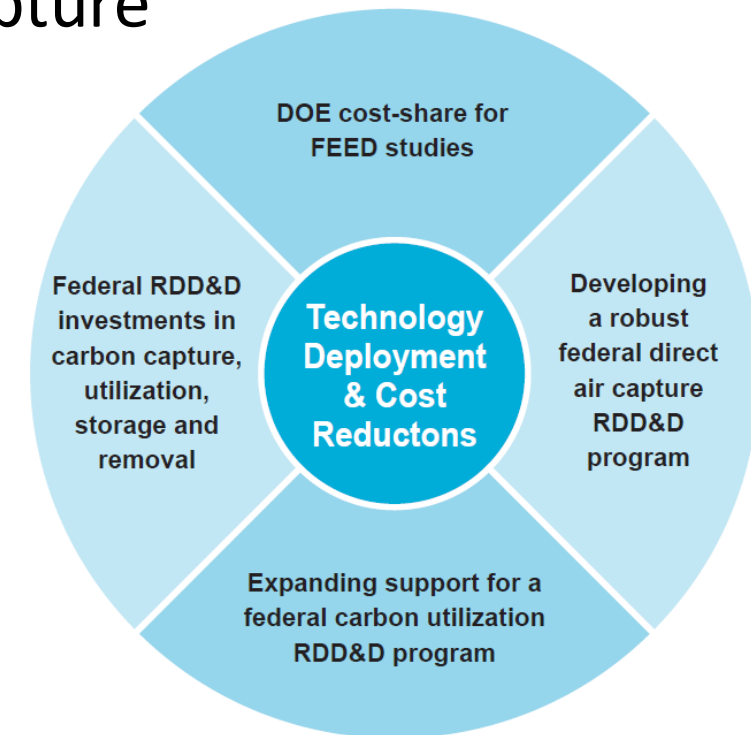 pture
DOE cost-share for
FEED studies
Federal RDD&D
investments in
carbon capture,
utilization,
storage and
removal
Technology
Deployment
& Cost
Reductons
Developing
a robust
federal direct
air capture
RDD&D
program
Expanding support for a
federal carbon utilization
RDD&D program